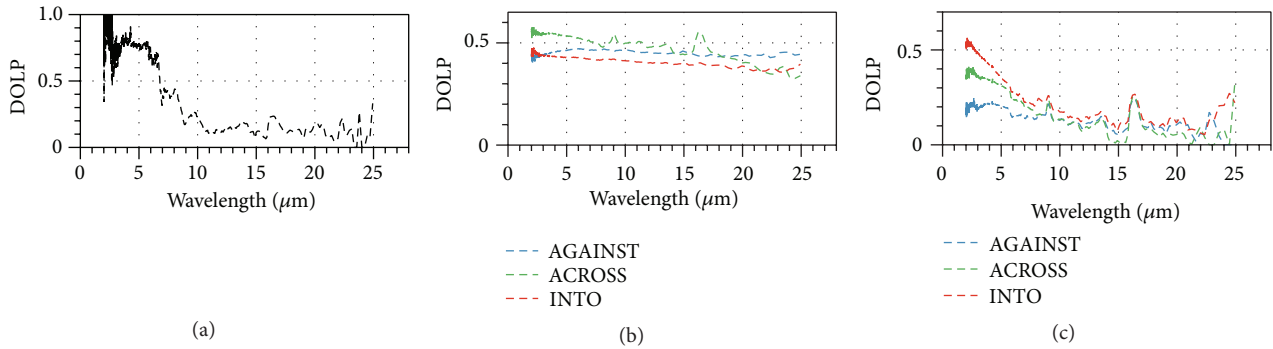 1.0
0.5
0
DOLP
0 5 10 15 20 25
Wavelength (μm)
(a)
0.5
0
DOLP
0 5 10 15 20 25
Wavelength (μm)
AGAINST
ACROSS
INTO
(b)
0.5
0
DOLP
0 5 10 15 20 25
Wavelength (μm)
AGAINST
ACROSS
INTO
(c)